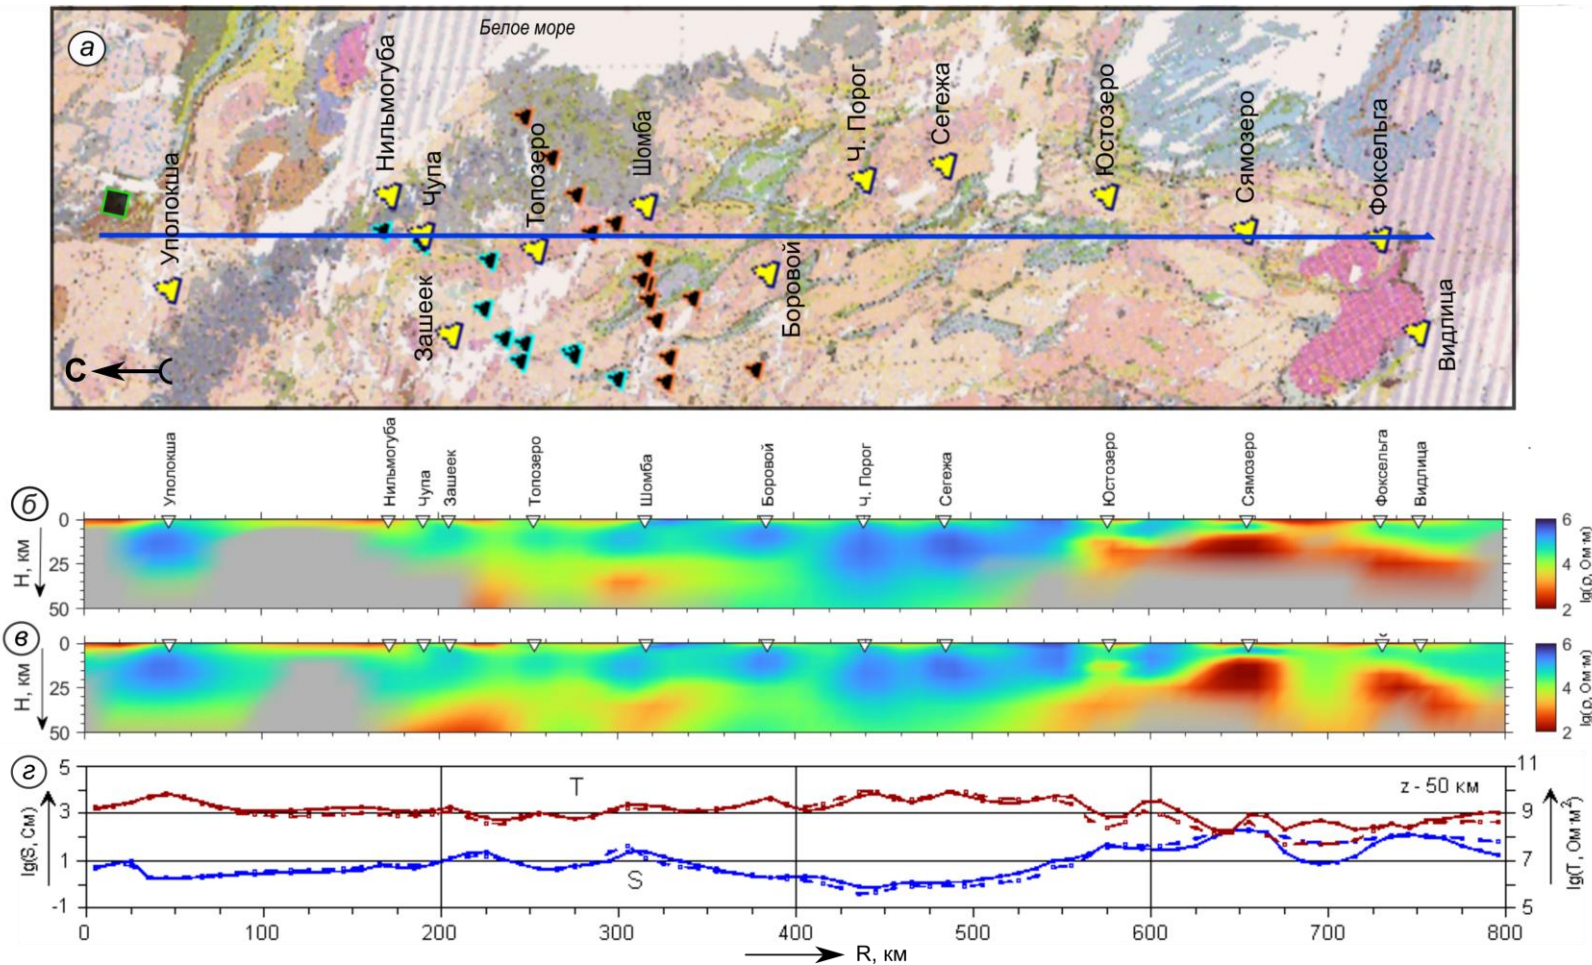 а
Белое море
Нильмогуба
Чупа
Уполокша
Зашеек
Топозеро
Шомба
Боровой
Ч. Порог
Сегежа
Юстозеро
Сямозеро
Фоксельга
Видлица
С
Уполокша
Нильмогуба
Чупа
Зашеек
Топозеро
Шомба
Боровой
Ч. Порог
Сегежа
Юстозеро
Сямозеро
Фоксельга
Видлица
б
0
25
50
H, км
6
4
2
lg(ρ, Ом·м)
в
0
25
50
H, км
6
4
2
lg(ρ, Ом·м)
г
5
3
1
-1
lg(S, См)
T
S
z - 50 км
11
9
7
5
lg(T, Ом·м²)
0 100 200 300 400 500 600 700 800
R, км